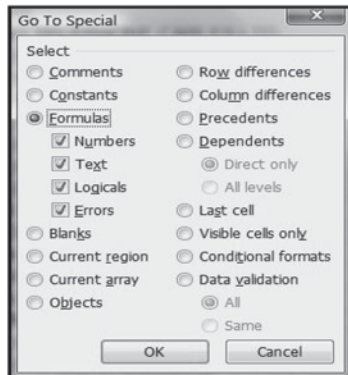 Go To Special
Select
Comments
Constants
Formulas
Numbers
Text
Logicals
Errors
Blanks
Current region
Current array
Objects
Row differences
Column differences
Precedents
Dependents
Direct only
All levels
Last cell
Visible cells only
Conditional formats
Data validation
All
Same
OK
Cancel